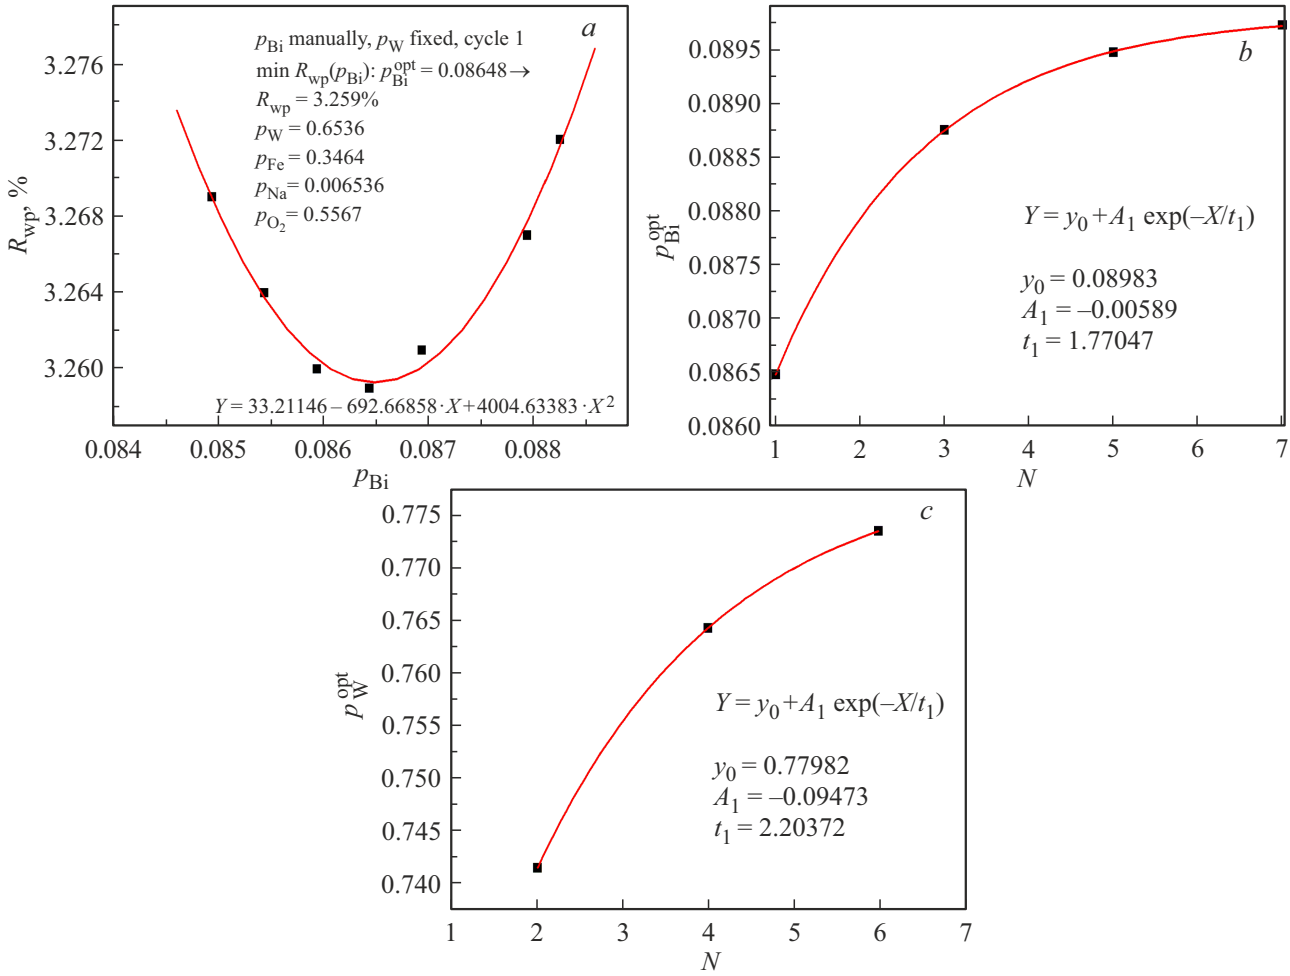 a
p_Bi manually, p_W fixed, cycle 1
min R_wp(p_Bi): p_Bi^opt = 0.08648 →
R_wp = 3.259%
p_W = 0.6536
p_Fe = 0.3464
p_Na = 0.006536
p_O2 = 0.5567
3.276
3.272
3.268
3.264
3.260
R_wp, %
Y = 33.21146 – 692.66858 · X + 4004.63383 · X^2
0.084 0.085 0.086 0.087 0.088
p_Bi
b
0.0895
0.0890
0.0885
0.0880
0.0875
0.0870
0.0865
0.0860
p_Bi^opt
Y = y_0 + A_1 exp(–X/t_1)
y_0 = 0.08983
A_1 = –0.00589
t_1 = 1.77047
1 2 3 4 5 6 7
N
c
0.775
0.770
0.765
0.760
0.755
0.750
0.745
0.740
p_W^opt
Y = y_0 + A_1 exp(–X/t_1)
y_0 = 0.77982
A_1 = –0.09473
t_1 = 2.20372
1 2 3 4 5 6 7
N